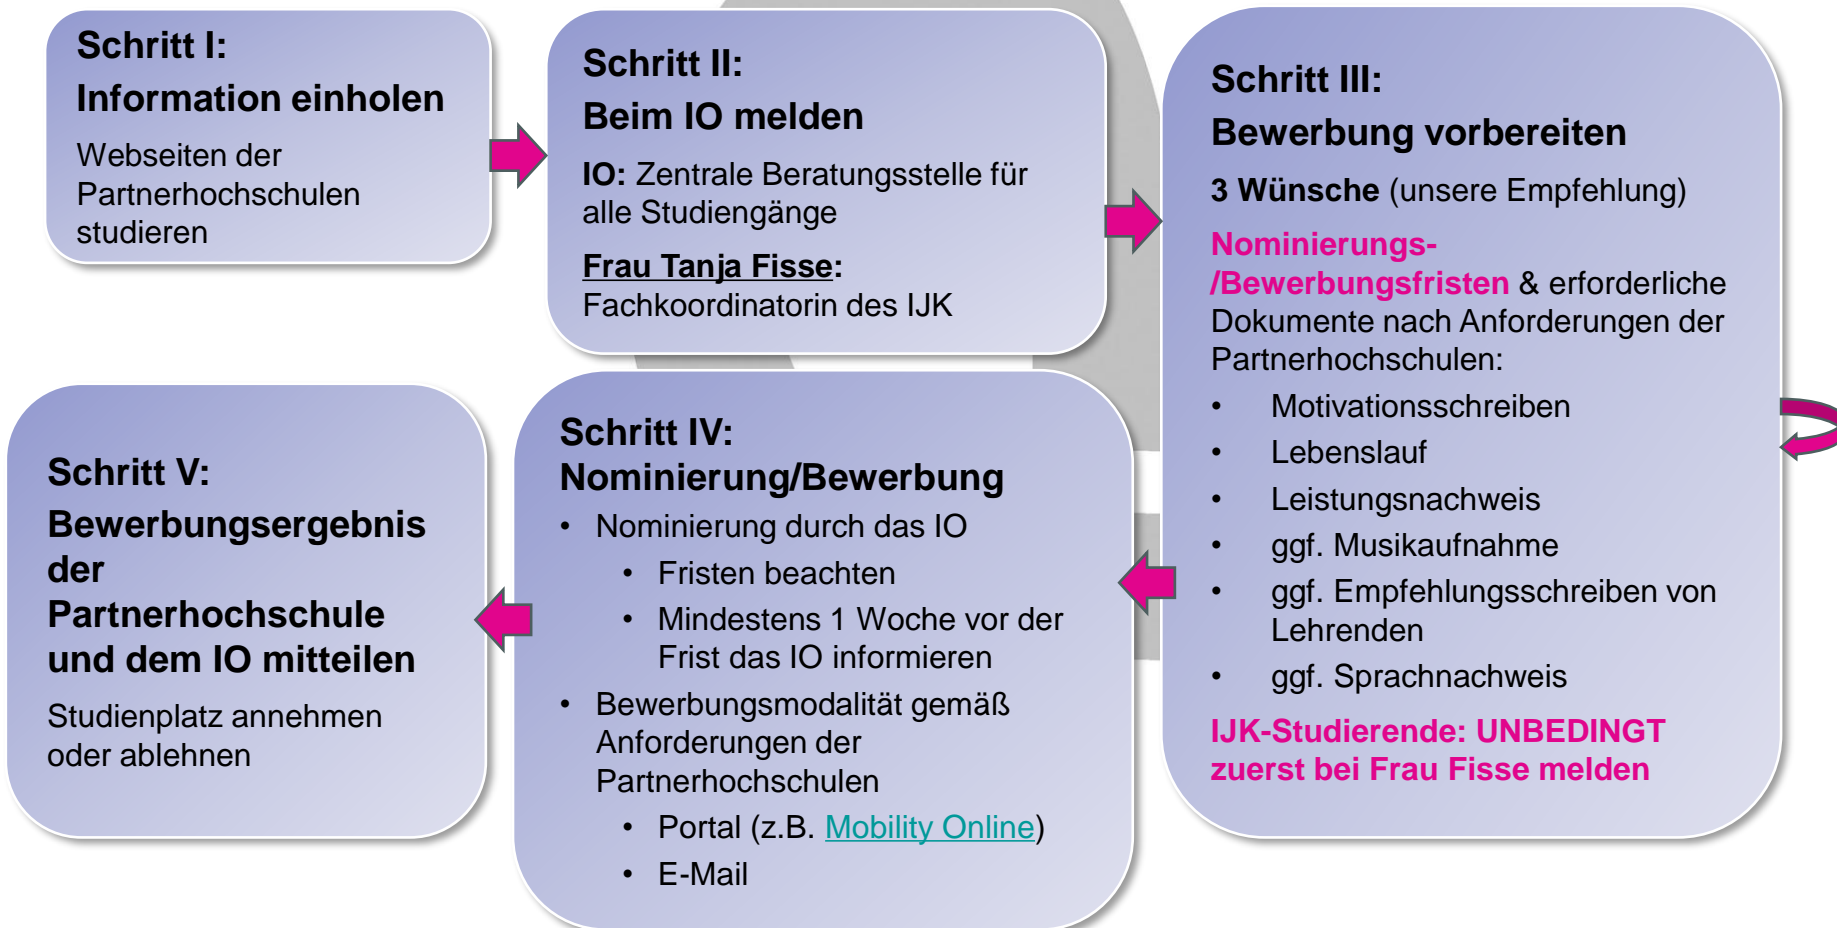 Schritt I:
Information einholen
Webseiten der
Partnerhochschulen
studieren
Schritt II:
Beim IO melden
IO: Zentrale Beratungsstelle für
alle Studiengänge
Frau Tanja Fisse:
Fachkoordinatorin des IJK
Schritt III:
Bewerbung vorbereiten
3 Wünsche (unsere Empfehlung)
Nominierungs-
/Bewerbungsfristen & erforderliche
Dokumente nach Anforderungen der
Partnerhochschulen:
• Motivationsschreiben
• Lebenslauf
• Leistungsnachweis
• ggf. Musikaufnahme
• ggf. Empfehlungsschreiben von
Lehrenden
• ggf. Sprachnachweis
IJK-Studierende: UNBEDINGT
zuerst bei Frau Fisse melden
Schritt IV:
Nominierung/Bewerbung
• Nominierung durch das IO
• Fristen beachten
• Mindestens 1 Woche vor der
Frist das IO informieren
• Bewerbungsmodalität gemäß
Anforderungen der
Partnerhochschulen
• Portal (z.B. Mobility Online)
• E-Mail
Schritt V:
Bewerbungsergebnis
der
Partnerhochschule
und dem IO mitteilen
Studienplatz annehmen
oder ablehnen